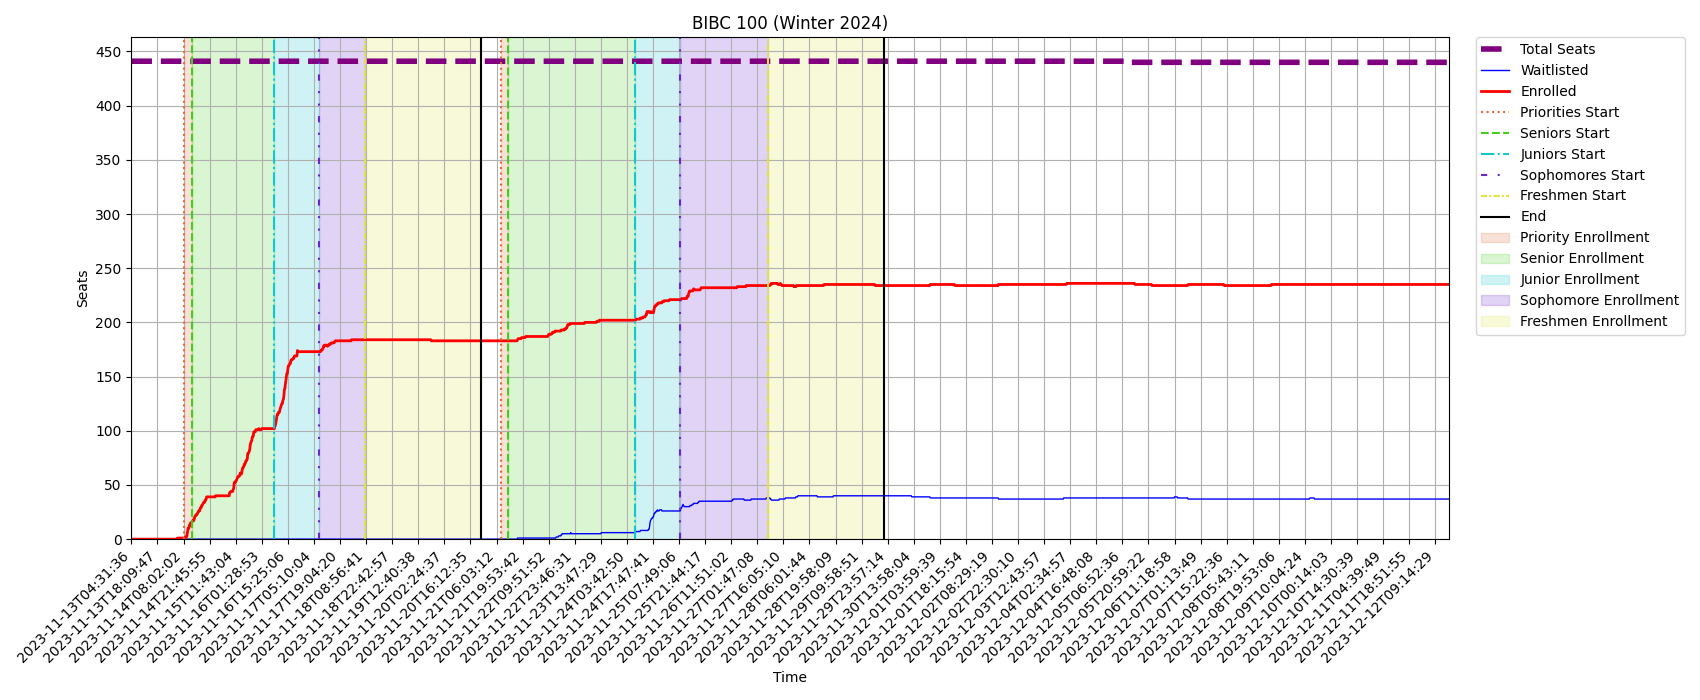 BIBC 100 (Winter 2024)
Seats
450
400
350
300
250
200
150
100
50
0
2023-11-13T04:31:36
2023-11-13T18:09:47
2023-11-14T08:02:02
2023-11-14T21:45:55
2023-11-15T11:43:04
2023-11-16T01:28:53
2023-11-16T15:25:06
2023-11-17T05:10:04
2023-11-17T19:04:20
2023-11-18T08:56:41
2023-11-18T22:42:57
2023-11-19T12:40:38
2023-11-20T02:24:37
2023-11-20T16:12:35
2023-11-21T06:03:12
2023-11-21T19:53:42
2023-11-22T09:51:52
2023-11-22T23:46:31
2023-11-23T13:47:29
2023-11-24T03:42:50
2023-11-24T17:47:41
2023-11-25T07:49:06
2023-11-25T21:44:17
2023-11-26T11:51:02
2023-11-27T01:47:08
2023-11-27T16:05:10
2023-11-28T06:01:44
2023-11-28T19:58:09
2023-11-29T09:58:51
2023-11-29T23:57:14
2023-11-30T13:58:04
2023-12-01T03:59:39
2023-12-01T18:15:54
2023-12-02T08:29:19
2023-12-02T22:30:10
2023-12-03T12:43:57
2023-12-04T02:34:57
2023-12-04T16:48:08
2023-12-05T06:52:36
2023-12-05T20:59:22
2023-12-06T11:18:58
2023-12-07T01:13:49
2023-12-07T15:22:36
2023-12-08T05:43:11
2023-12-08T19:53:06
2023-12-09T10:04:24
2023-12-10T00:14:03
2023-12-10T14:30:39
2023-12-11T04:39:49
2023-12-11T18:51:55
2023-12-12T09:14:29
Time
Total Seats
Waitlisted
Enrolled
Priorities Start
Seniors Start
Juniors Start
Sophomores Start
Freshmen Start
End
Priority Enrollment
Senior Enrollment
Junior Enrollment
Sophomore Enrollment
Freshmen Enrollment